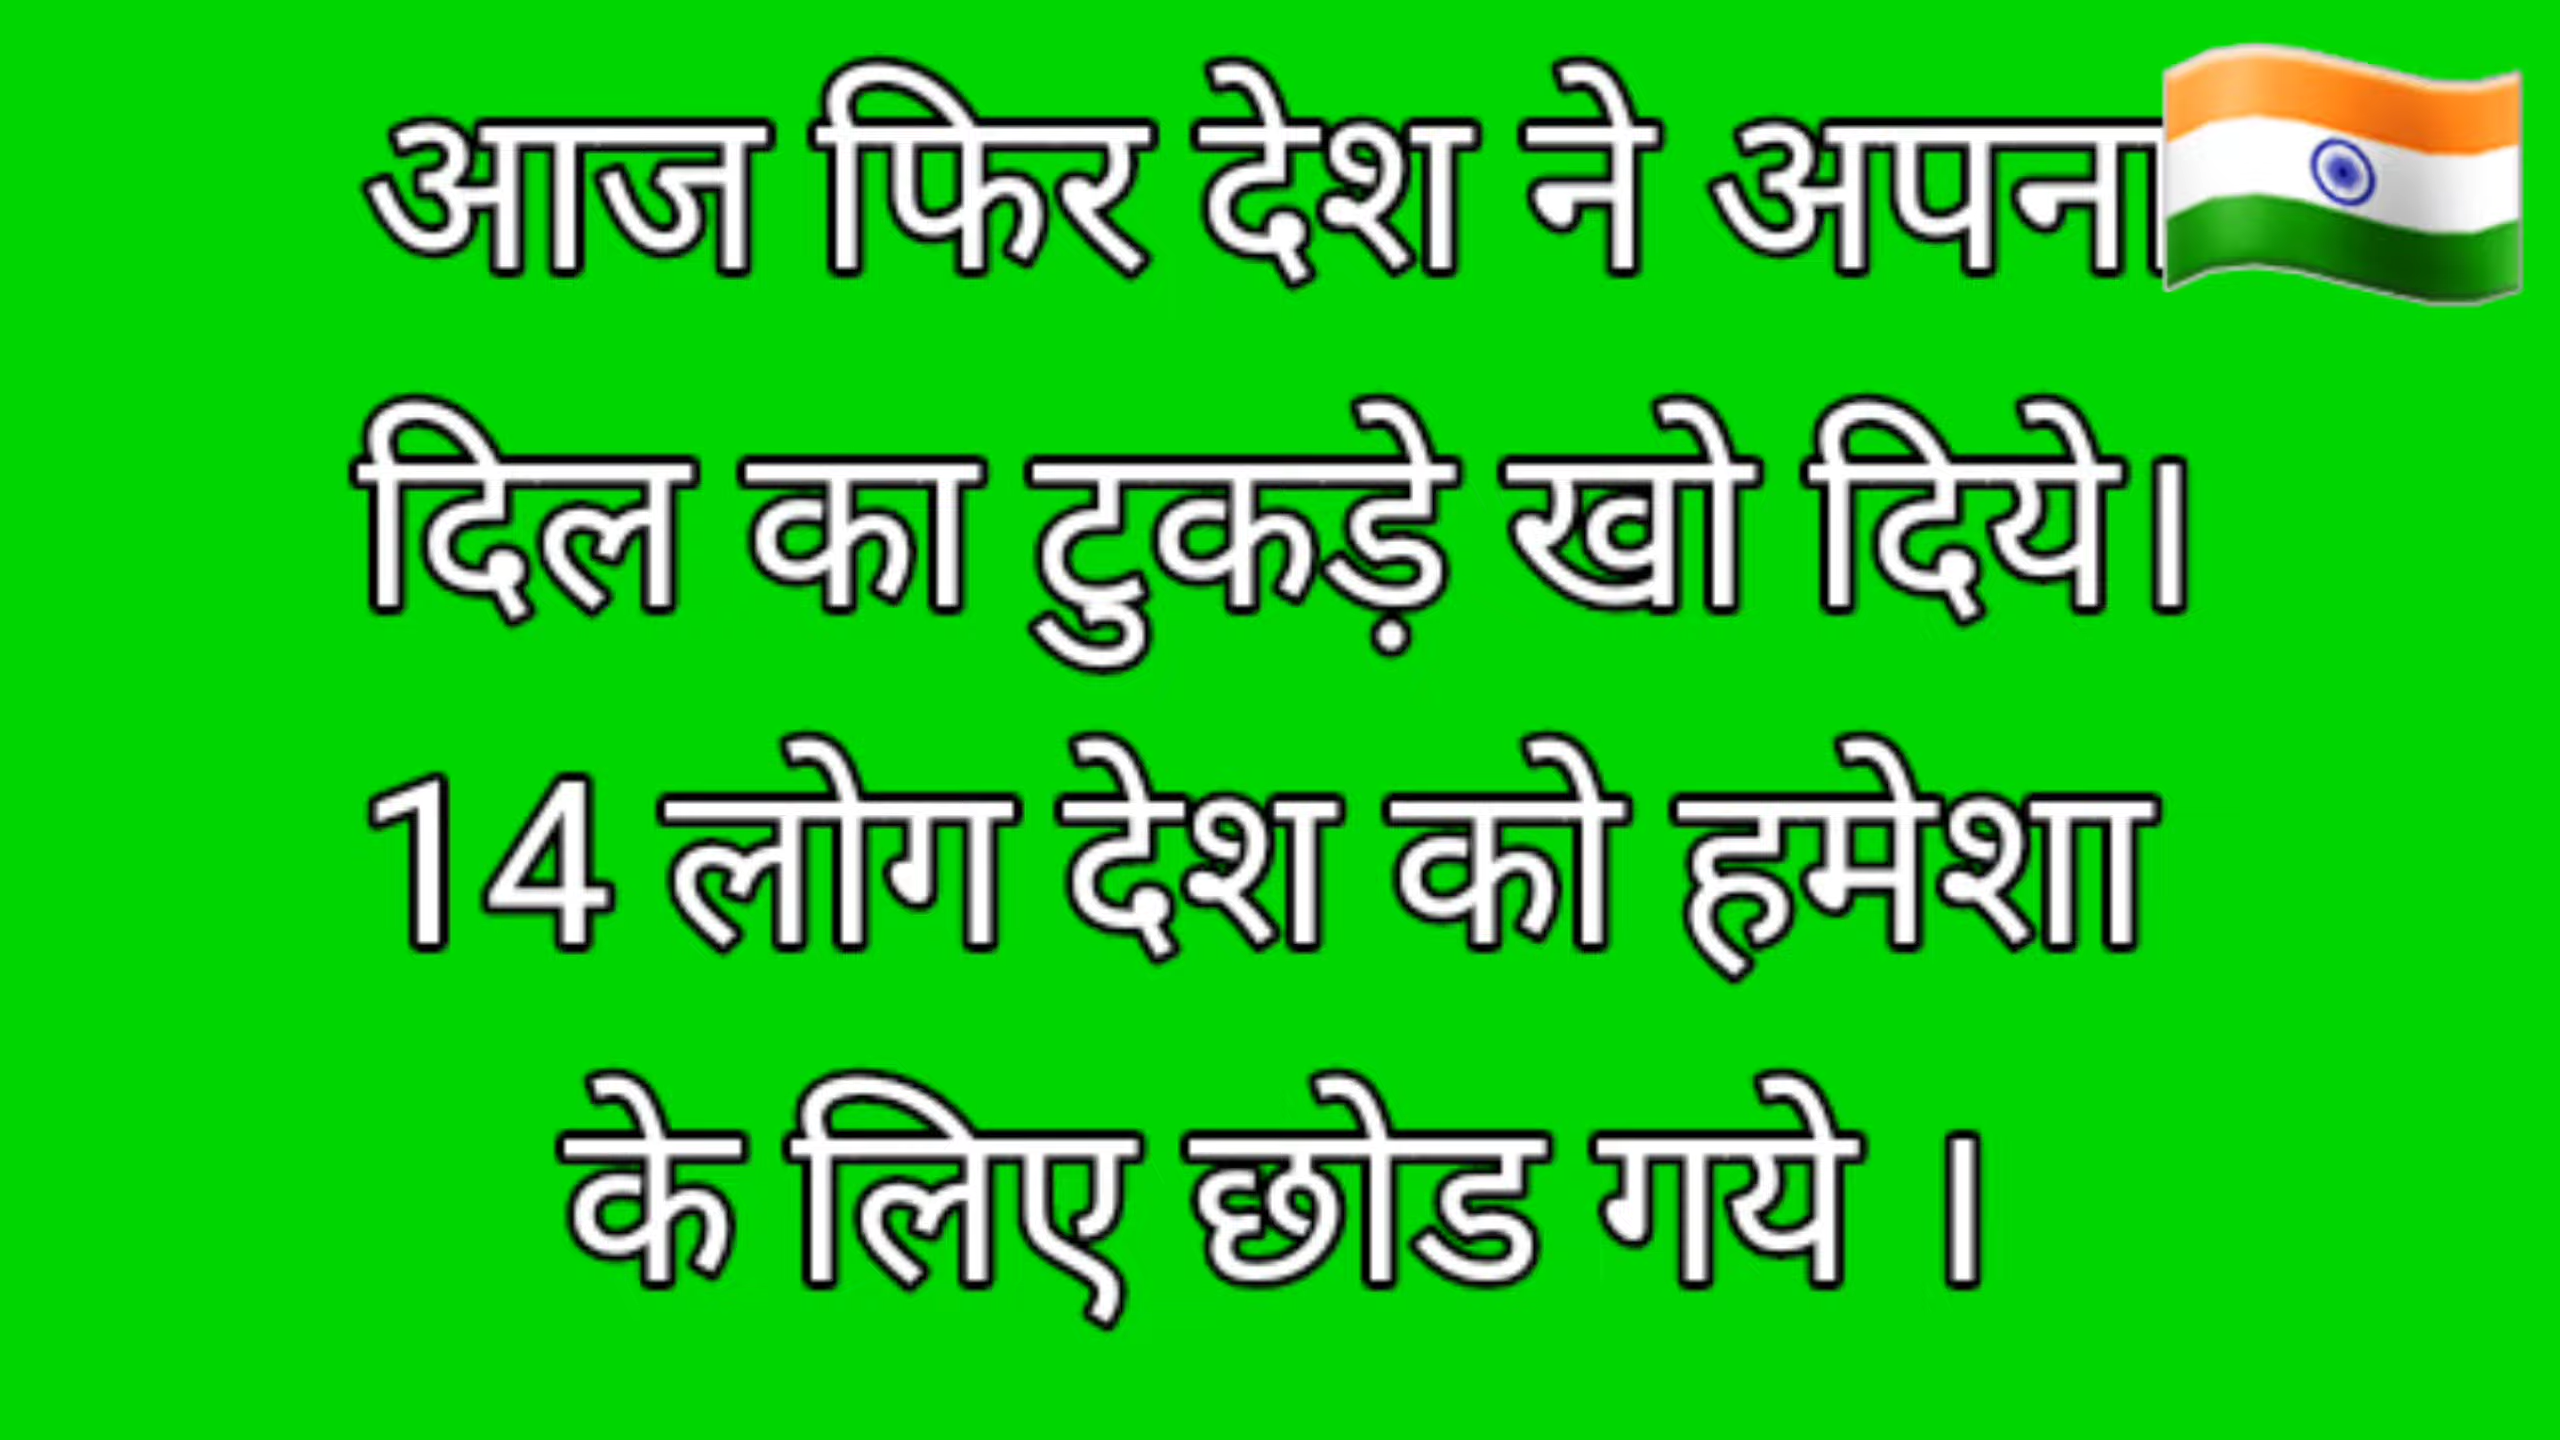 आज फिर देश ने अपना
दिल का टुकड़े खो दिये।
14 लोग देश को हमेशा
के लिए छोड गये ।